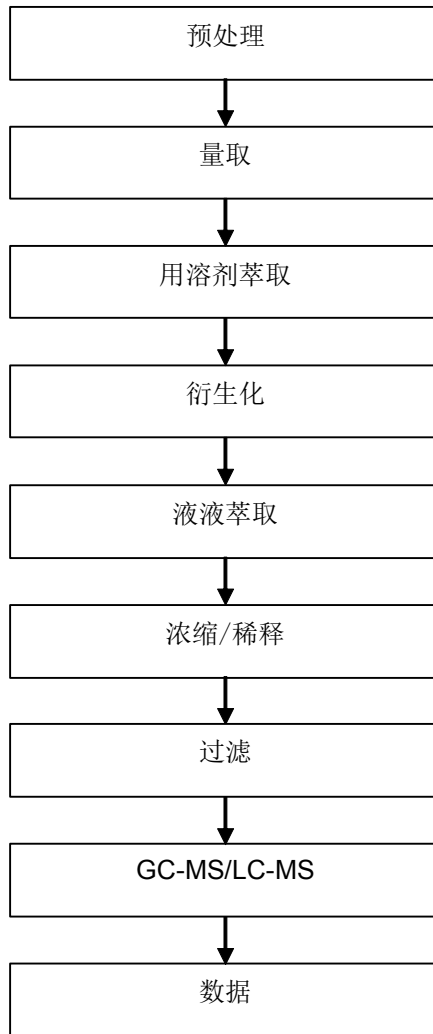 预处理
量取
用溶剂萃取
衍生化
液液萃取
浓缩/稀释
过滤
GC-MS/LC-MS
数据